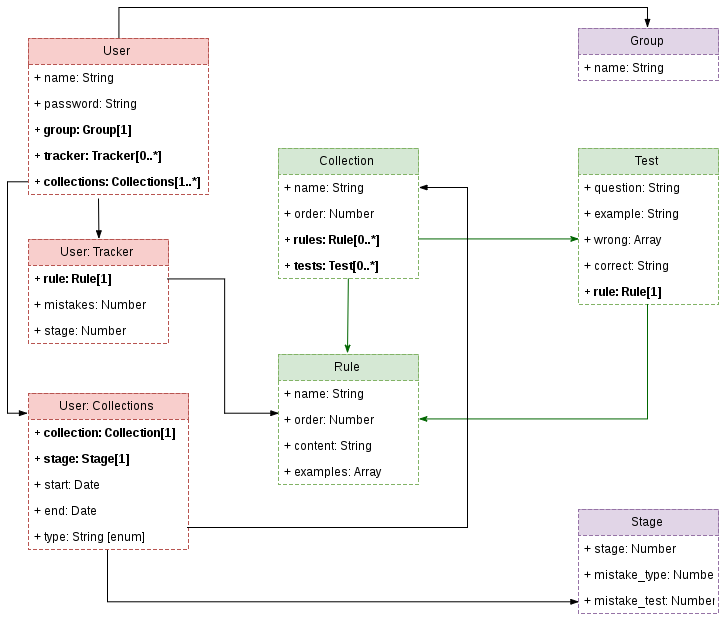 User
+ name: String
+ password: String
+ group: Group[1]
+ tracker: Tracker[0..*]
+ collections: Collections[1..*]
Group
+ name: String
Collection
+ name: String
+ order: Number
+ rules: Rule[0..*]
+ tests: Test[0..*]
Test
+ question: String
+ example: String
+ wrong: Array
+ correct: String
+ rule: Rule[1]
User: Tracker
+ rule: Rule[1]
+ mistakes: Number
+ stage: Number
Rule
+ name: String
+ order: Number
+ content: String
+ examples: Array
User: Collections
+ collection: Collection[1]
+ stage: Stage[1]
+ start: Date
+ end: Date
+ type: String [enum]
Stage
+ stage: Number
+ mistake_type: Numbe
+ mistake_test: Number